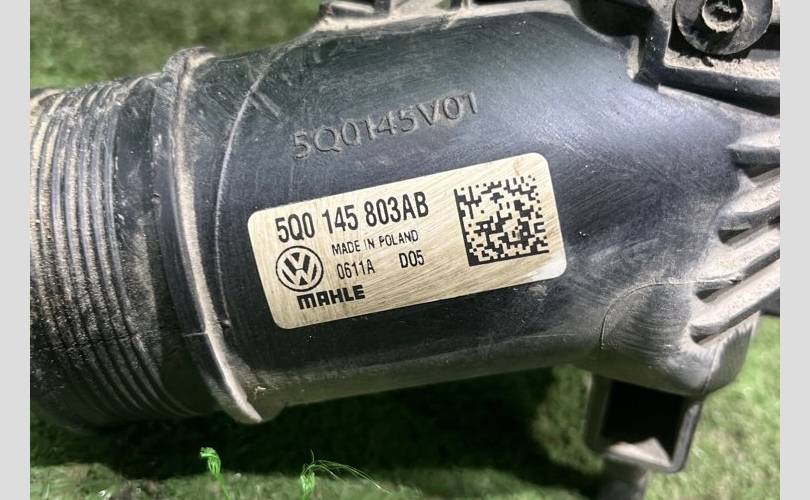 5Q0145V01
5Q0 145 803AB
MADE IN POLAND
0611A D05
MAHLE